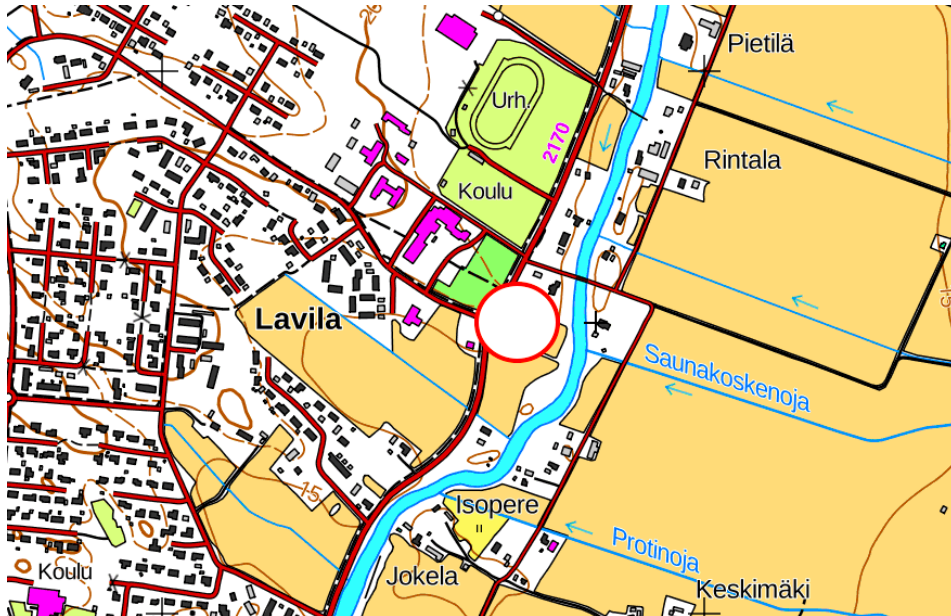 Pietilä
Urh.
2170
Rintala
Koulu
Lavila
Saunakoskenoja
15
Isopere
Protinoja
Koulu
Jokela
Keskimäki